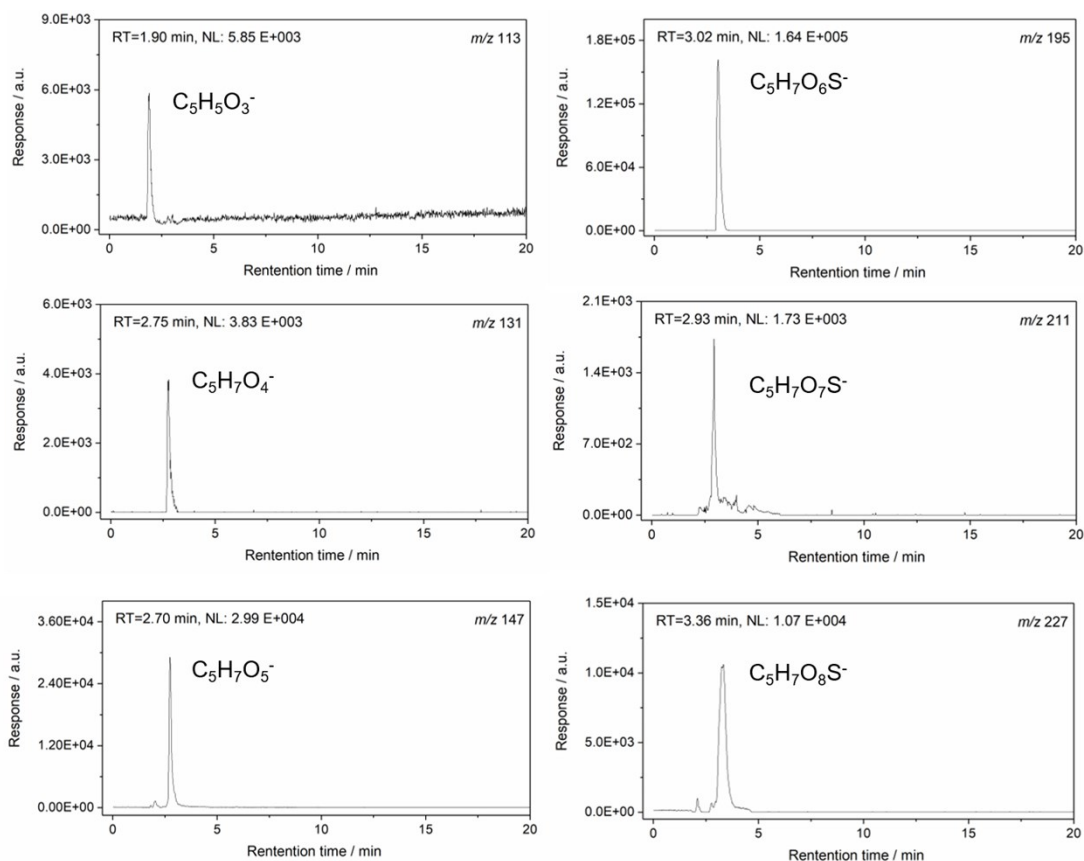 RT=1.90 min, NL: 5.85 E+003
m/z 113
C₅H₅O₃⁻
Response / a.u.
9.0E+03
6.0E+03
3.0E+03
0.0E+00
0 5 10 15 20
Rentention time / min
RT=3.02 min, NL: 1.64 E+005
m/z 195
C₅H₇O₆S⁻
Response / a.u.
1.8E+05
1.2E+05
6.0E+04
0.0E+00
0 5 10 15 20
Rentention time / min
RT=2.75 min, NL: 3.83 E+003
m/z 131
C₅H₇O₄⁻
Response / a.u.
6.0E+03
4.0E+03
2.0E+03
0.0E+00
0 5 10 15 20
Rentention time / min
RT=2.93 min, NL: 1.73 E+003
m/z 211
C₅H₇O₇S⁻
Response / a.u.
2.1E+03
1.4E+03
7.0E+02
0.0E+00
0 5 10 15 20
Rentention time / min
RT=2.70 min, NL: 2.99 E+004
m/z 147
C₅H₇O₅⁻
Response / a.u.
3.60E+04
2.40E+04
1.20E+04
0.00E+00
0 5 10 15 20
Rentention time / min
RT=3.36 min, NL: 1.07 E+004
m/z 227
C₅H₇O₈S⁻
Response / a.u.
1.5E+04
1.0E+04
5.0E+03
0.0E+00
0 5 10 15 20
Rentention time / min